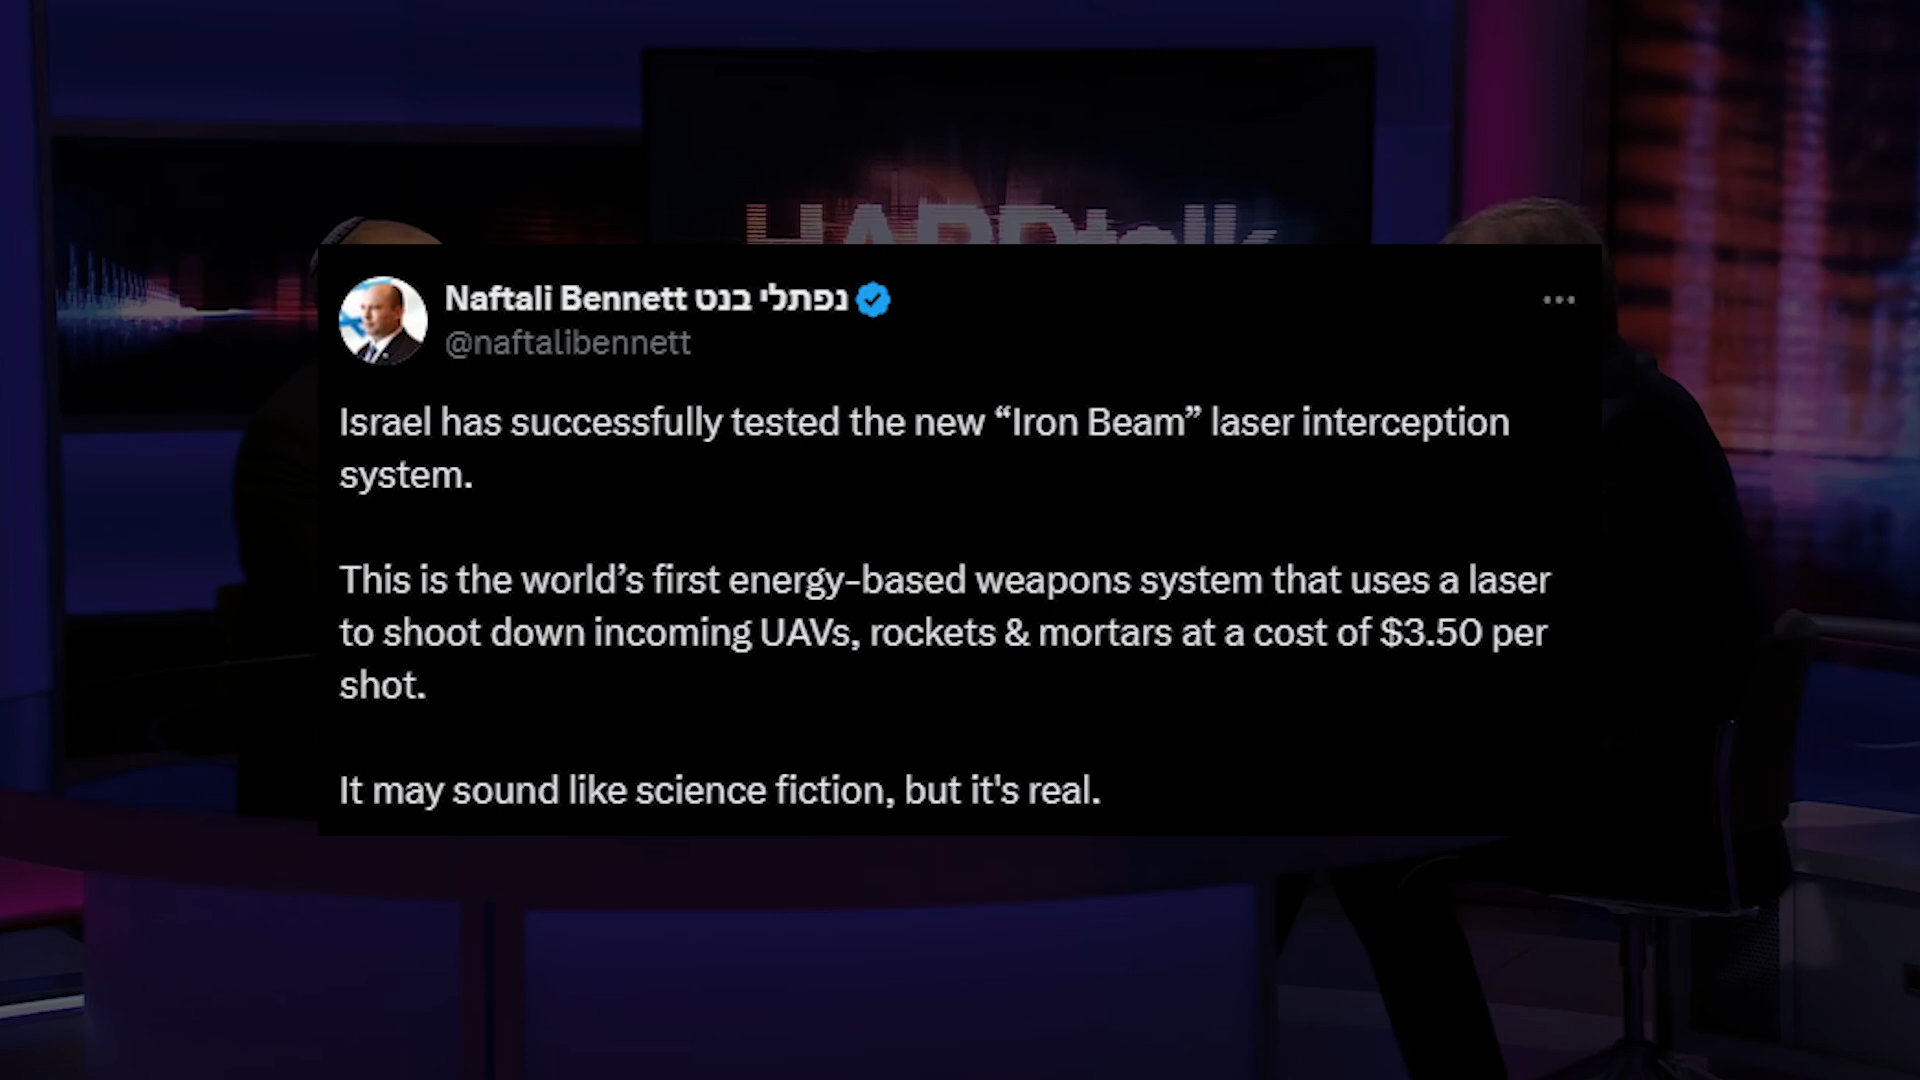 HARDtalk
Naftali Bennett נפתלי בנט
@naftalibennett
Israel has successfully tested the new “Iron Beam” laser interception
system.
This is the world’s first energy-based weapons system that uses a laser
to shoot down incoming UAVs, rockets & mortars at a cost of $3.50 per
shot.
It may sound like science fiction, but it's real.